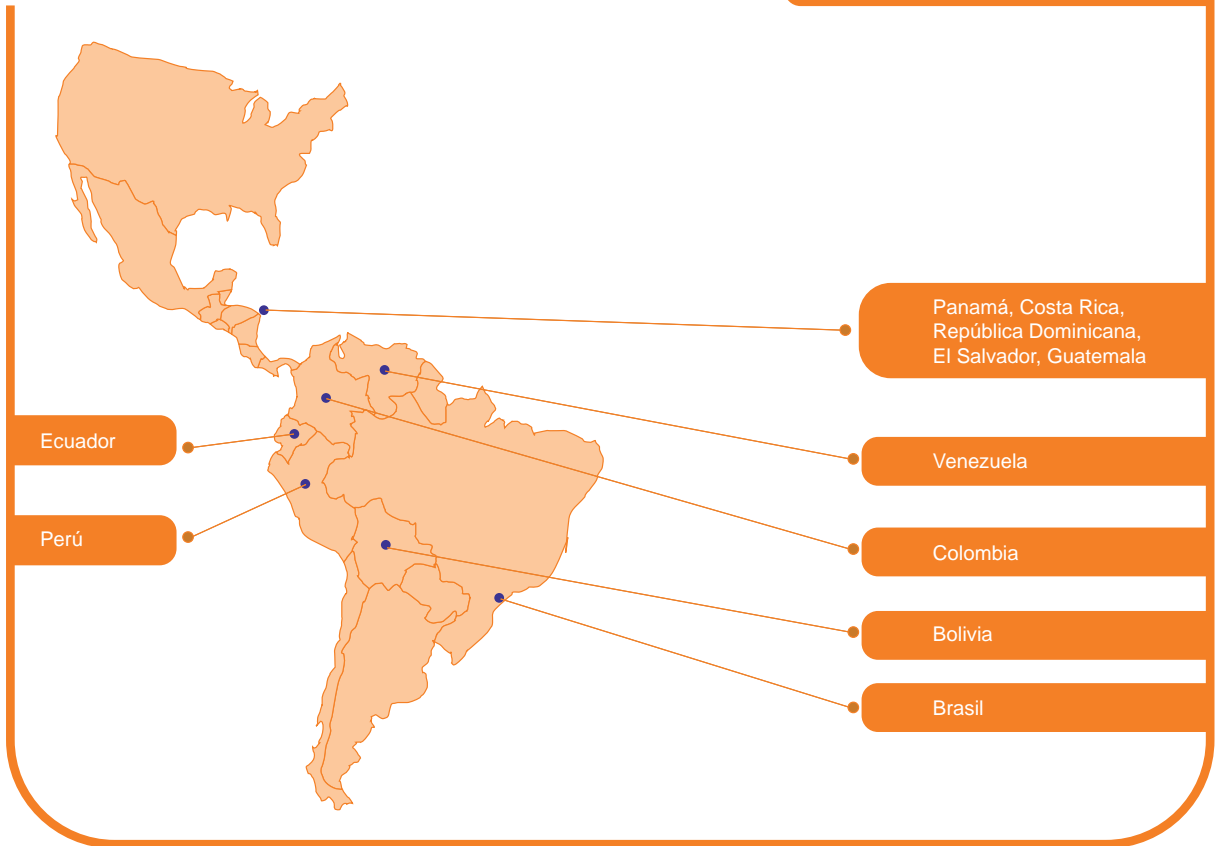 Panamá, Costa Rica,
República Dominicana,
El Salvador, Guatemala
Ecuador
Venezuela
Perú
Colombia
Bolivia
Brasil